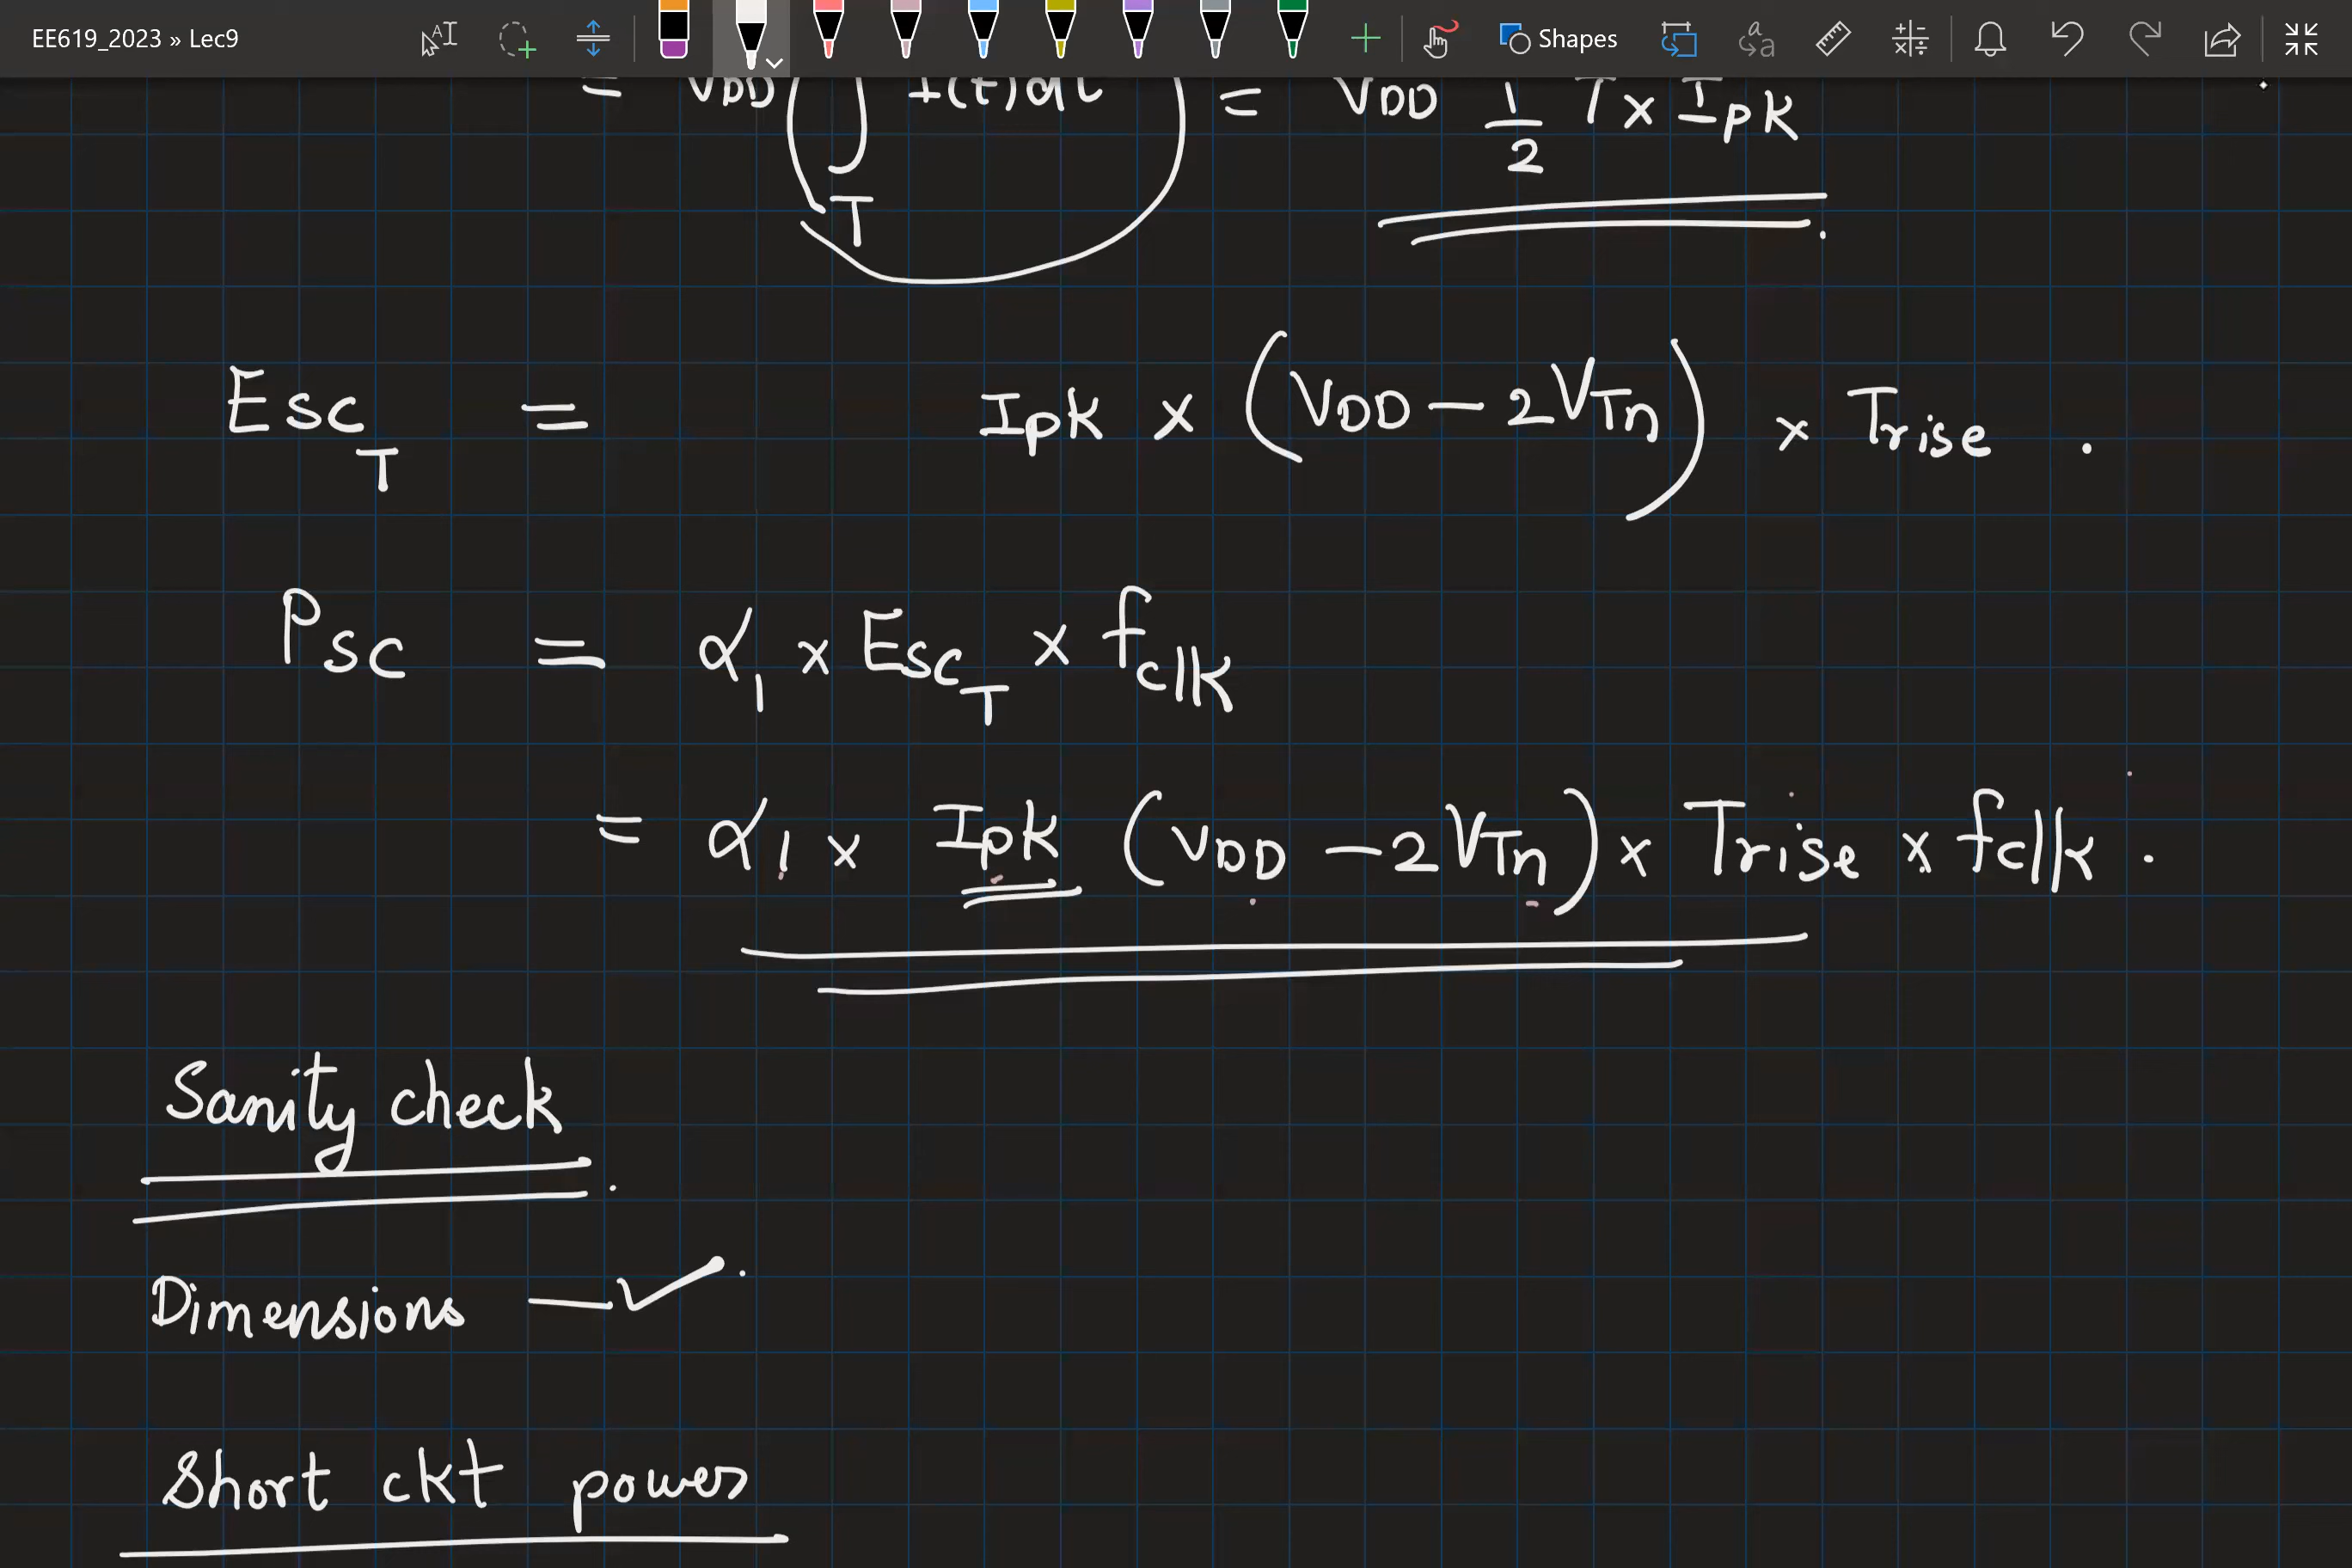 EE619_2023 » Lec9
Shapes
= VDD ( ∫T I(t)dt ) = VDD 1/2 T x Ipk
EscT = Ipk x (VDD - 2VTn) x Trise .
Psc = α1 x EscT x fclk
= α1 x Ipk (VDD - 2VTn) x Trise x fclk .
Sanity check
Dimensions — ✓
Short ckt power